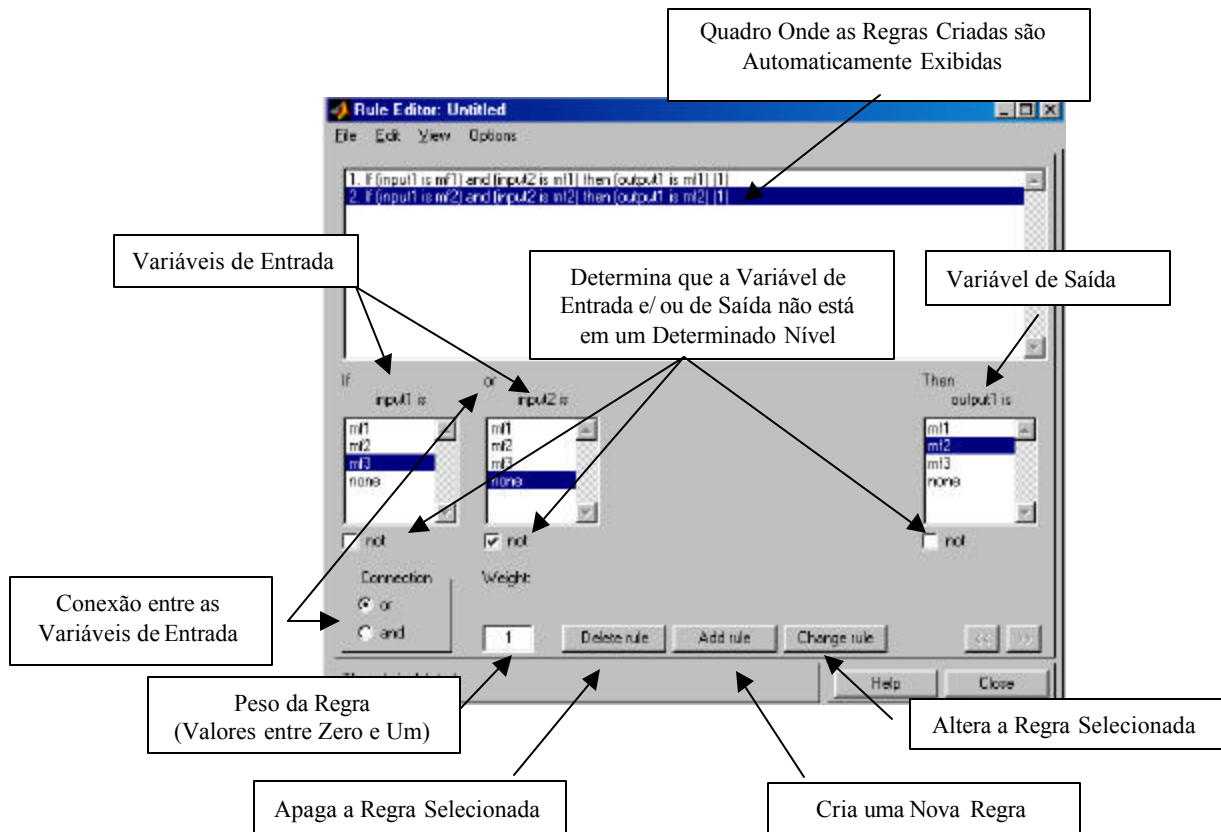 Quadro Onde as Regras Criadas são
Automaticamente Exibidas
Rule Editor: Untitled
File Edit View Options
1. If (input1 is mf1) and (input2 is mf1) then (output1 is mf1) (1)
2. If (input1 is mf2) and (input2 is mf2) then (output1 is mf2) (1)
Variáveis de Entrada
Determina que a Variável de
Entrada e/ ou de Saída não está
em um Determinado Nível
Variável de Saída
If
input1 is
or
input2 is
Then
output1 is
mf1
mf2
mf3
none
mf1
mf2
mf3
none
mf1
mf2
mf3
none
not
not
not
Conexão entre as
Variáveis de Entrada
Connection
or
and
Weight:
1
Delete rule
Add rule
Change rule
<<
>>
Help
Close
Peso da Regra
(Valores entre Zero e Um)
Altera a Regra Selecionada
Apaga a Regra Selecionada
Cria uma Nova Regra